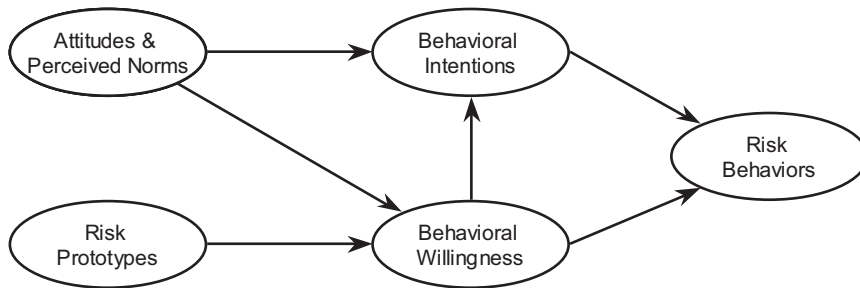 Attitudes &
Perceived Norms
Behavioral
Intentions
Risk
Behaviors
Risk
Prototypes
Behavioral
Willingness